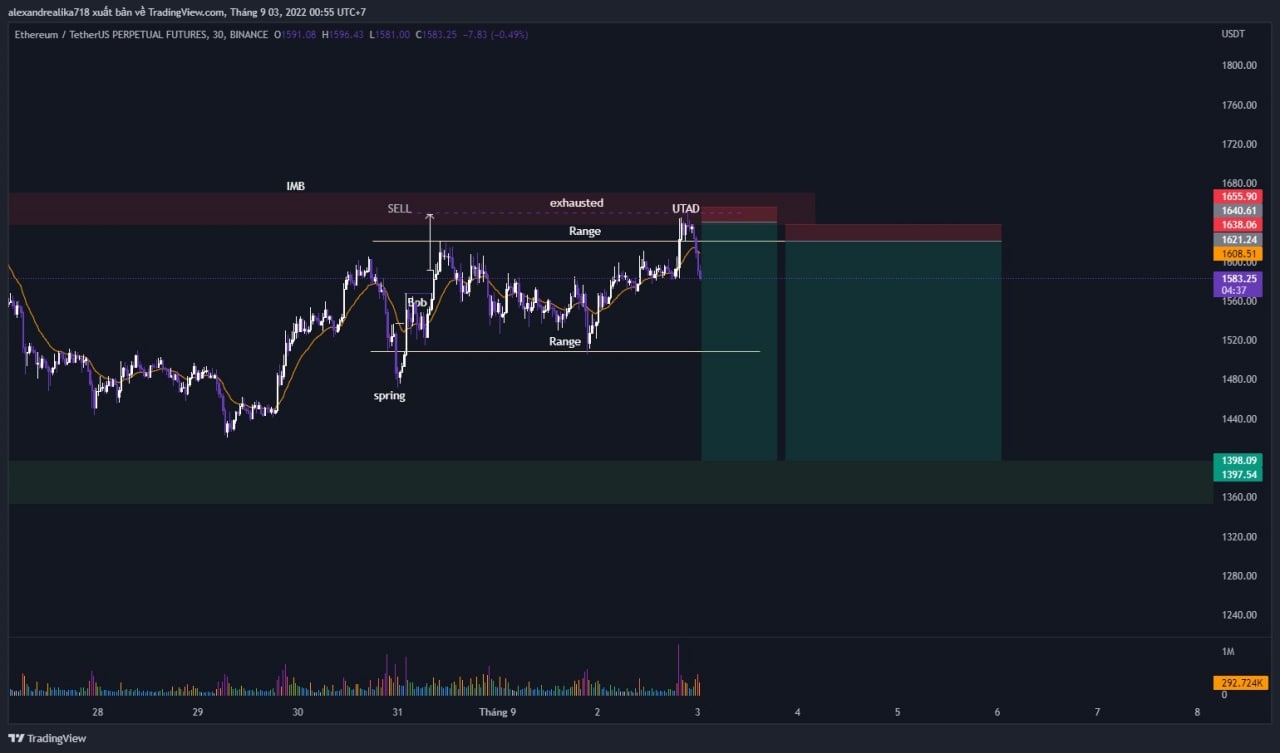 alexandrealika718 xuất bản về TradingView.com, Tháng 9 03, 2022 00:55 UTC+7
Ethereum / TetherUS PERPETUAL FUTURES, 30, BINANCE O1591.08 H1596.43 L1581.00 C1583.25 −7.83 (−0.49%)
USDT
1800.00
1760.00
1720.00
1680.00
IMB
1655.90
SELL
exhausted
UTAD
1640.61
1638.06
Range
1621.24
1608.51
1600.00
1583.25
04:37
1560.00
Range
1520.00
1480.00
spring
1440.00
1398.09
1397.54
1360.00
1320.00
1280.00
1240.00
1M
292.724K
0
28 29 30 31 Tháng 9 2 3 4 5 6 7 8
TradingView